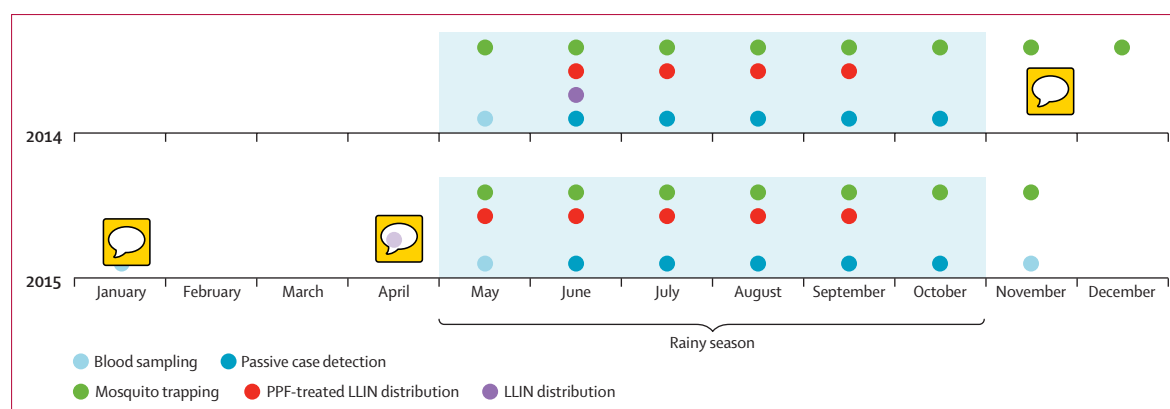 2014
2015
January February March April May June July August September October November December
Rainy season
Blood sampling Passive case detection
Mosquito trapping PPF-treated LLIN distribution LLIN distribution